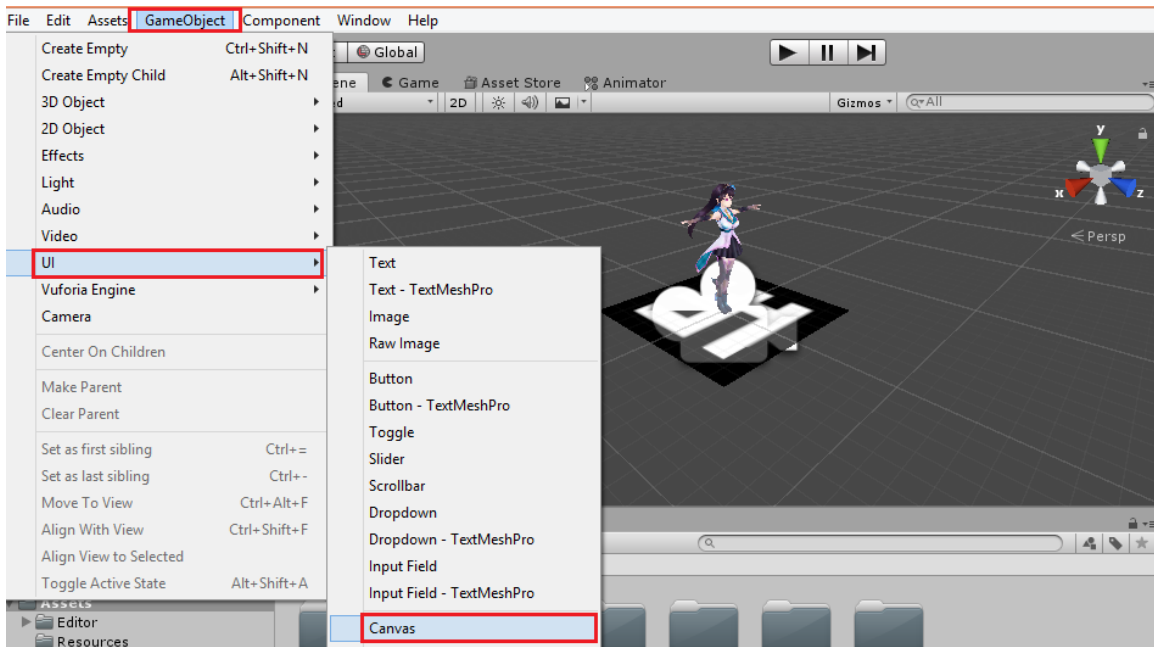 File Edit Assets GameObject Component Window Help
Create Empty Ctrl+Shift+N
Create Empty Child Alt+Shift+N
3D Object
2D Object
Effects
Light
Audio
Video
UI
Vuforia Engine
Camera
Center On Children
Make Parent
Clear Parent
Set as first sibling Ctrl+=
Set as last sibling Ctrl+-
Move To View Ctrl+Alt+F
Align With View Ctrl+Shift+F
Align View to Selected
Toggle Active State Alt+Shift+A
Text
Text - TextMeshPro
Image
Raw Image
Button
Button - TextMeshPro
Toggle
Slider
Scrollbar
Dropdown
Dropdown - TextMeshPro
Input Field
Input Field - TextMeshPro
Canvas
Global
Game Asset Store Animator
2D Gizmos All
y
x z
Persp
Assets
Editor
Resources